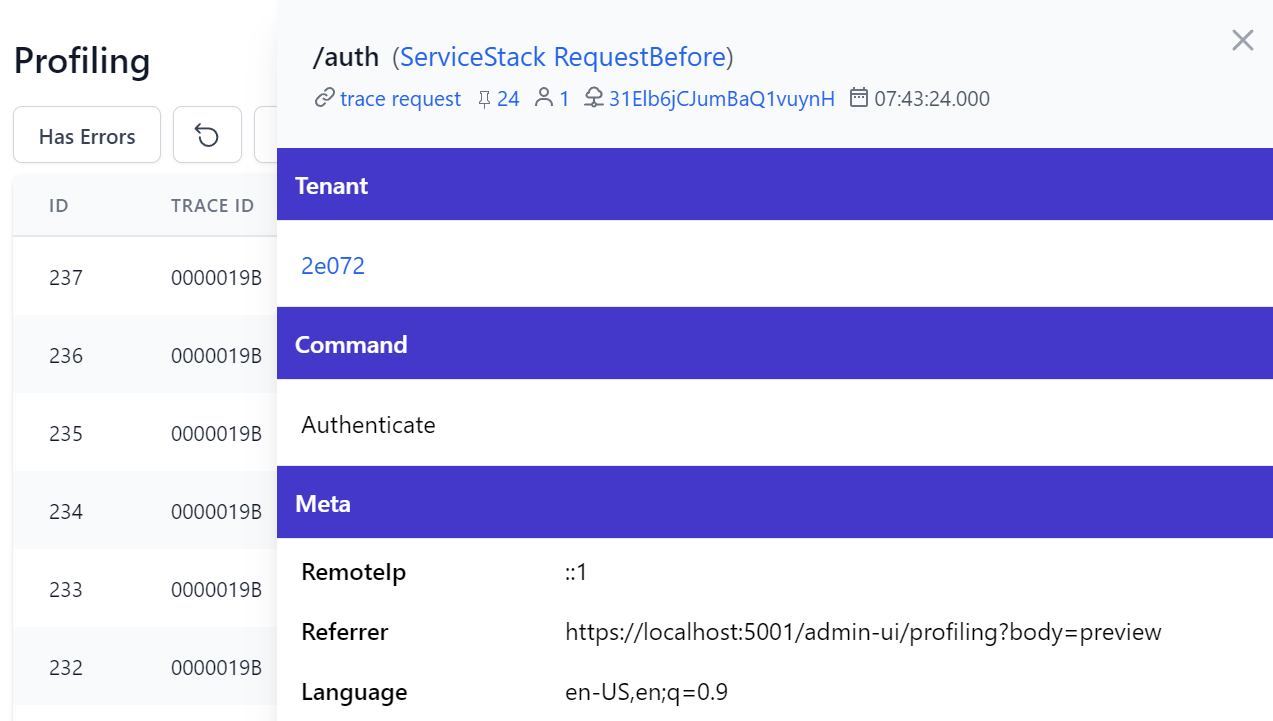 Profiling
Has Errors
ID TRACE ID
237 0000019B
236 0000019B
235 0000019B
234 0000019B
233 0000019B
232 0000019B
/auth (ServiceStack RequestBefore)
trace request 24 1 31Elb6jCJumBaQ1vuynH 07:43:24.000
Tenant
2e072
Command
Authenticate
Meta
RemoteIp ::1
Referrer https://localhost:5001/admin-ui/profiling?body=preview
Language en-US,en;q=0.9